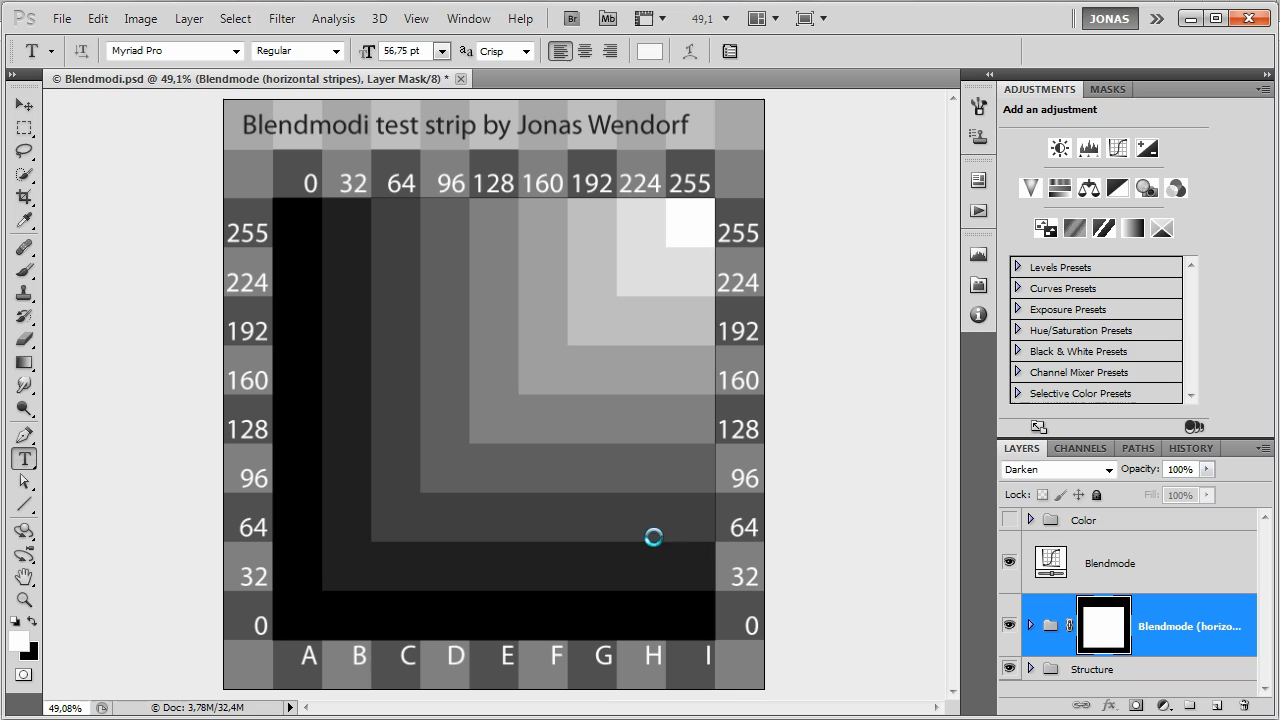 Ps File Edit Image Layer Select Filter Analysis 3D View Window Help Br Mb 49,1 JONAS
T Myriad Pro Regular 56,75 pt aa Crisp
© Blendmodi.psd @ 49,1% (Blendmode (horizontal stripes), Layer Mask/8) *
Blendmodi test strip by Jonas Wendorf
0 32 64 96 128 160 192 224 255
255 255
224 224
192 192
160 160
128 128
96 96
64 64
32 32
0 0
A B C D E F G H I
49,08% © Doc: 3,78M/32,4M
ADJUSTMENTS MASKS
Add an adjustment
Levels Presets
Curves Presets
Exposure Presets
Hue/Saturation Presets
Black & White Presets
Channel Mixer Presets
Selective Color Presets
LAYERS CHANNELS PATHS HISTORY
Darken Opacity: 100%
Lock: Fill: 100%
Color
Blendmode
Blendmode (horizo...
Structure
fx